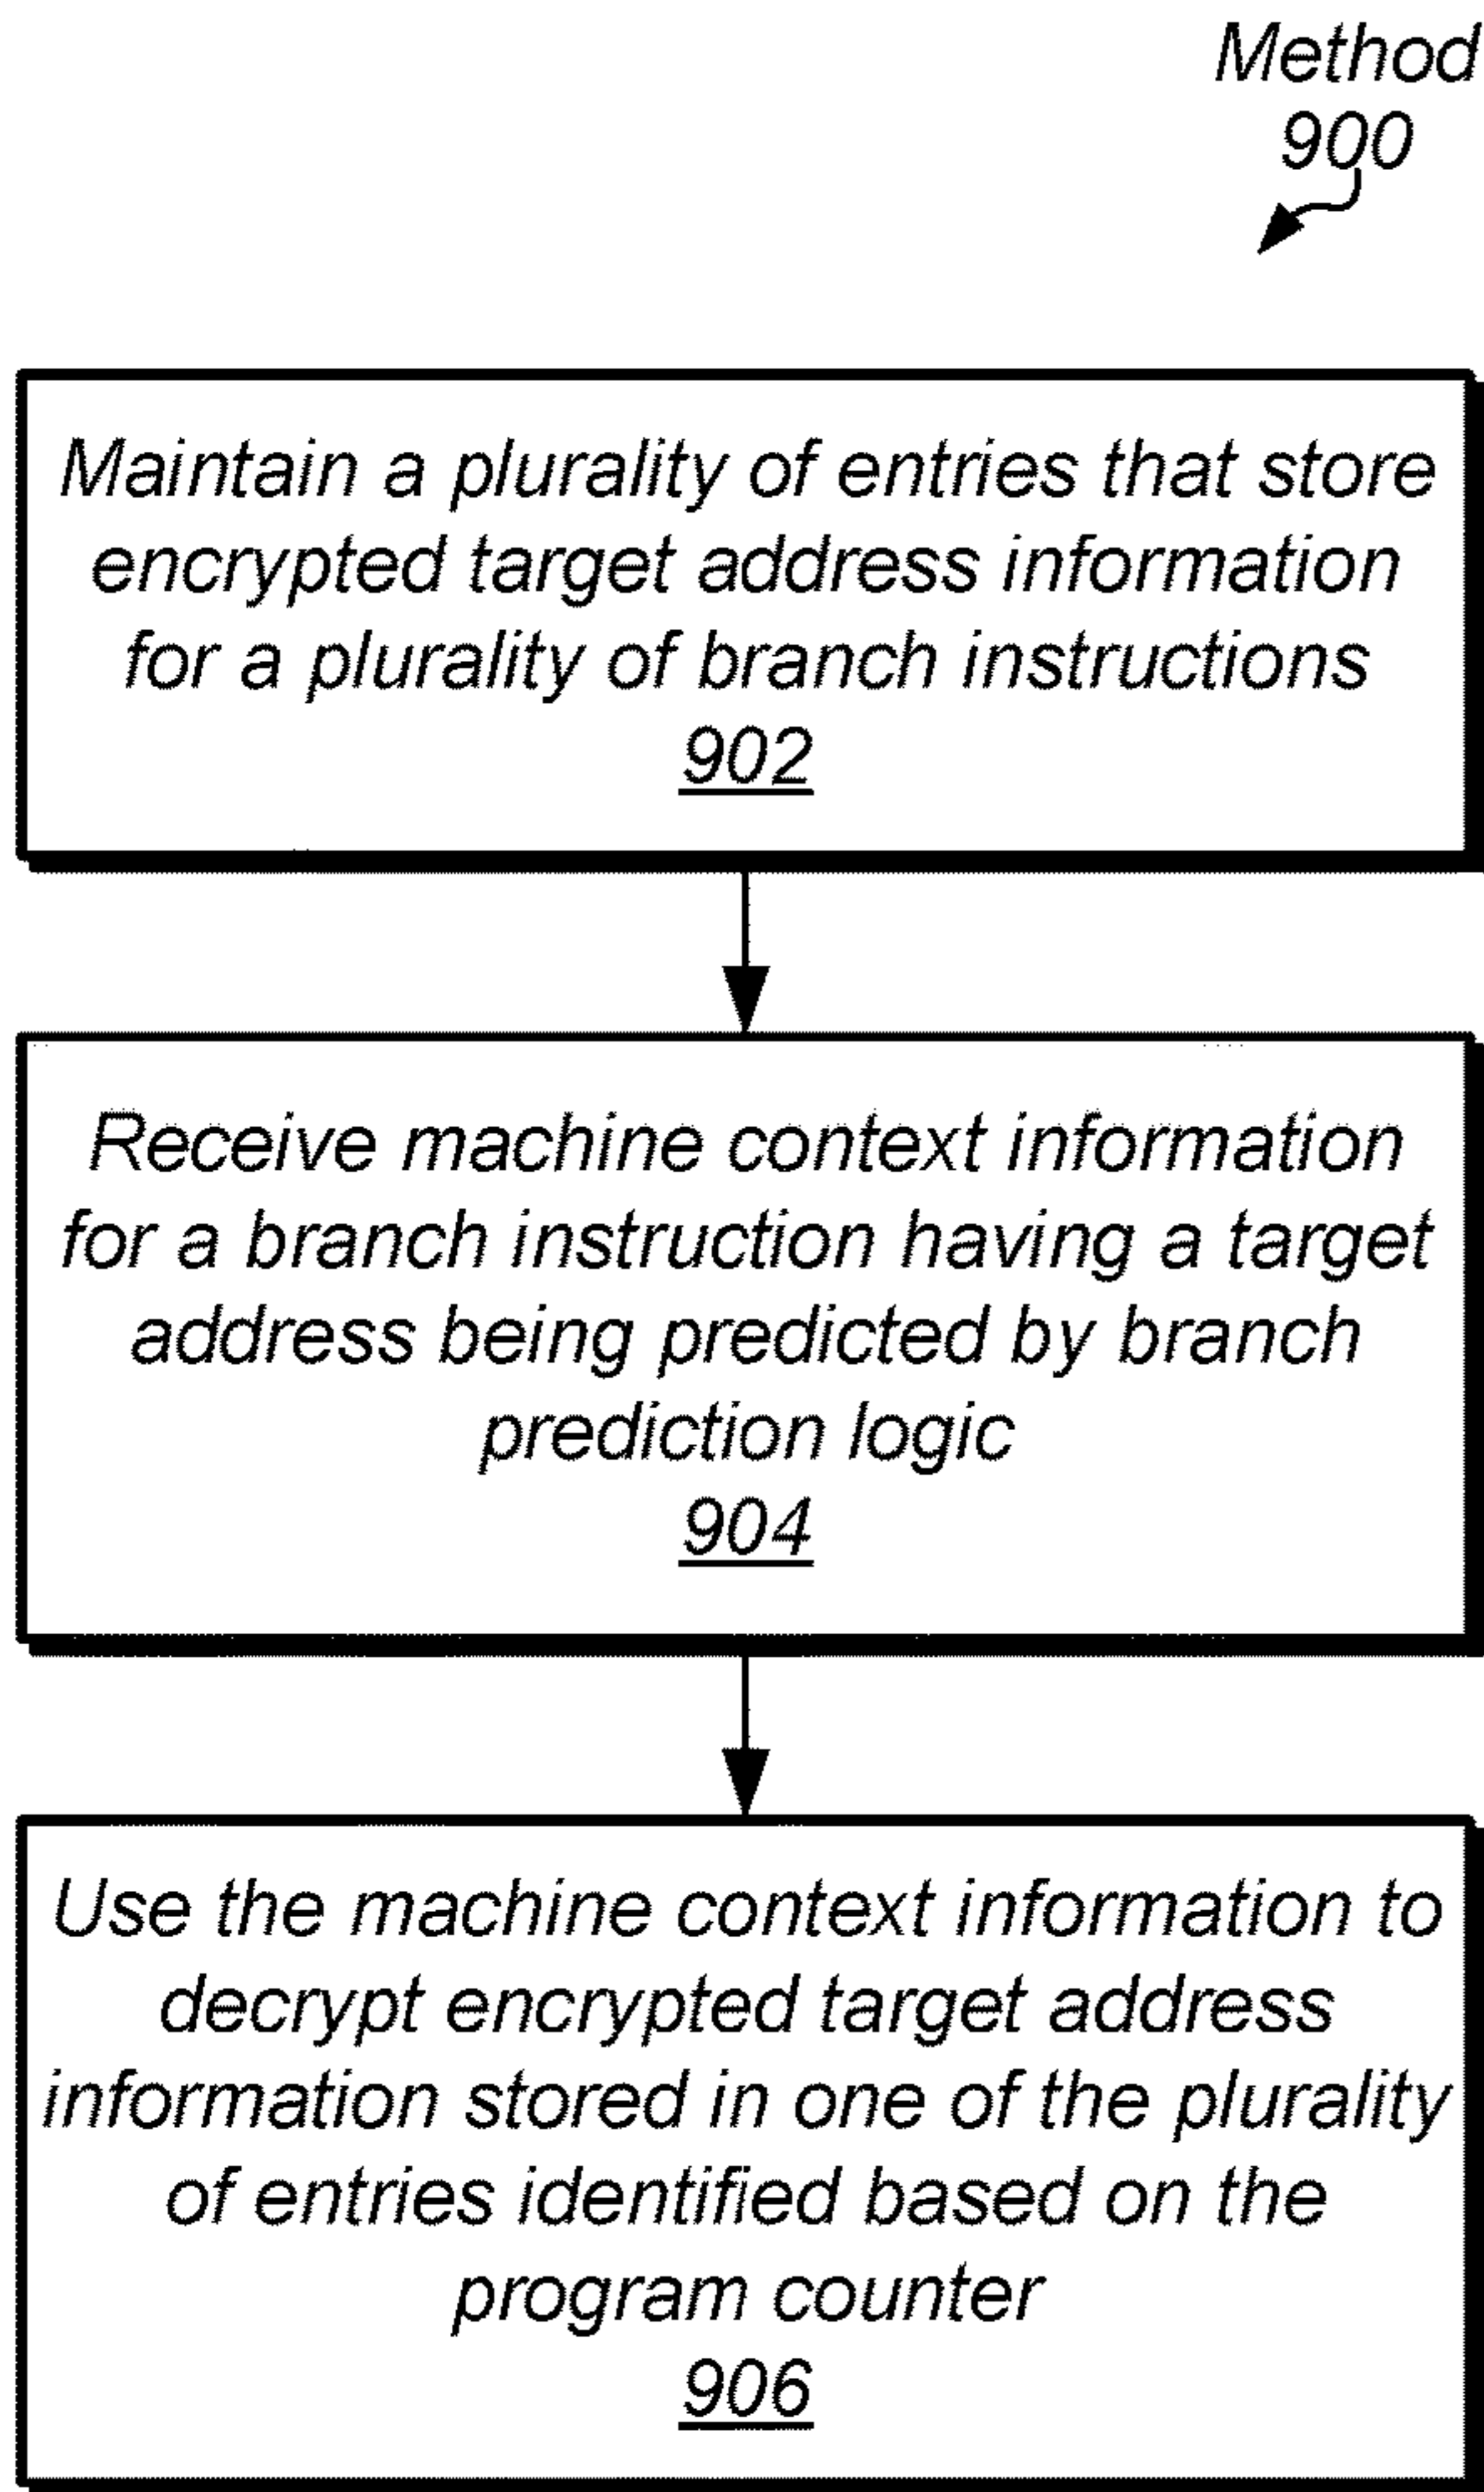 Method
900
Maintain a plurality of entries that store
encrypted target address information
for a plurality of branch instructions
902
Receive machine context information
for a branch instruction having a target
address being predicted by branch
prediction logic
904
Use the machine context information to
decrypt encrypted target address
information stored in one of the plurality
of entries identified based on the
program counter
906